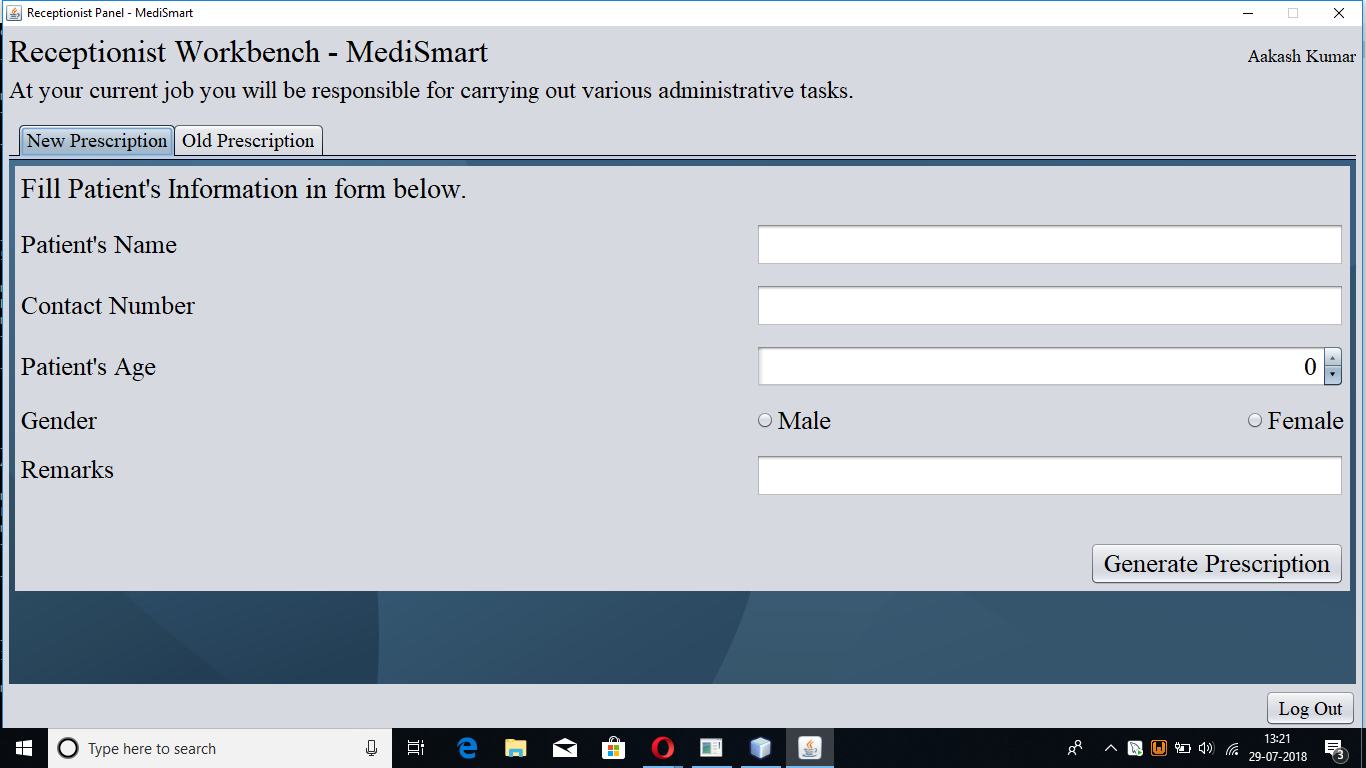 Receptionist Panel - MediSmart
Receptionist Workbench - MediSmart
Aakash Kumar
At your current job you will be responsible for carrying out various administrative tasks.
New Prescription Old Prescription
Fill Patient's Information in form below.
Patient's Name
Contact Number
Patient's Age 0
Gender Male Female
Remarks
Generate Prescription
Log Out
Type here to search
13:21
29-07-2018
3